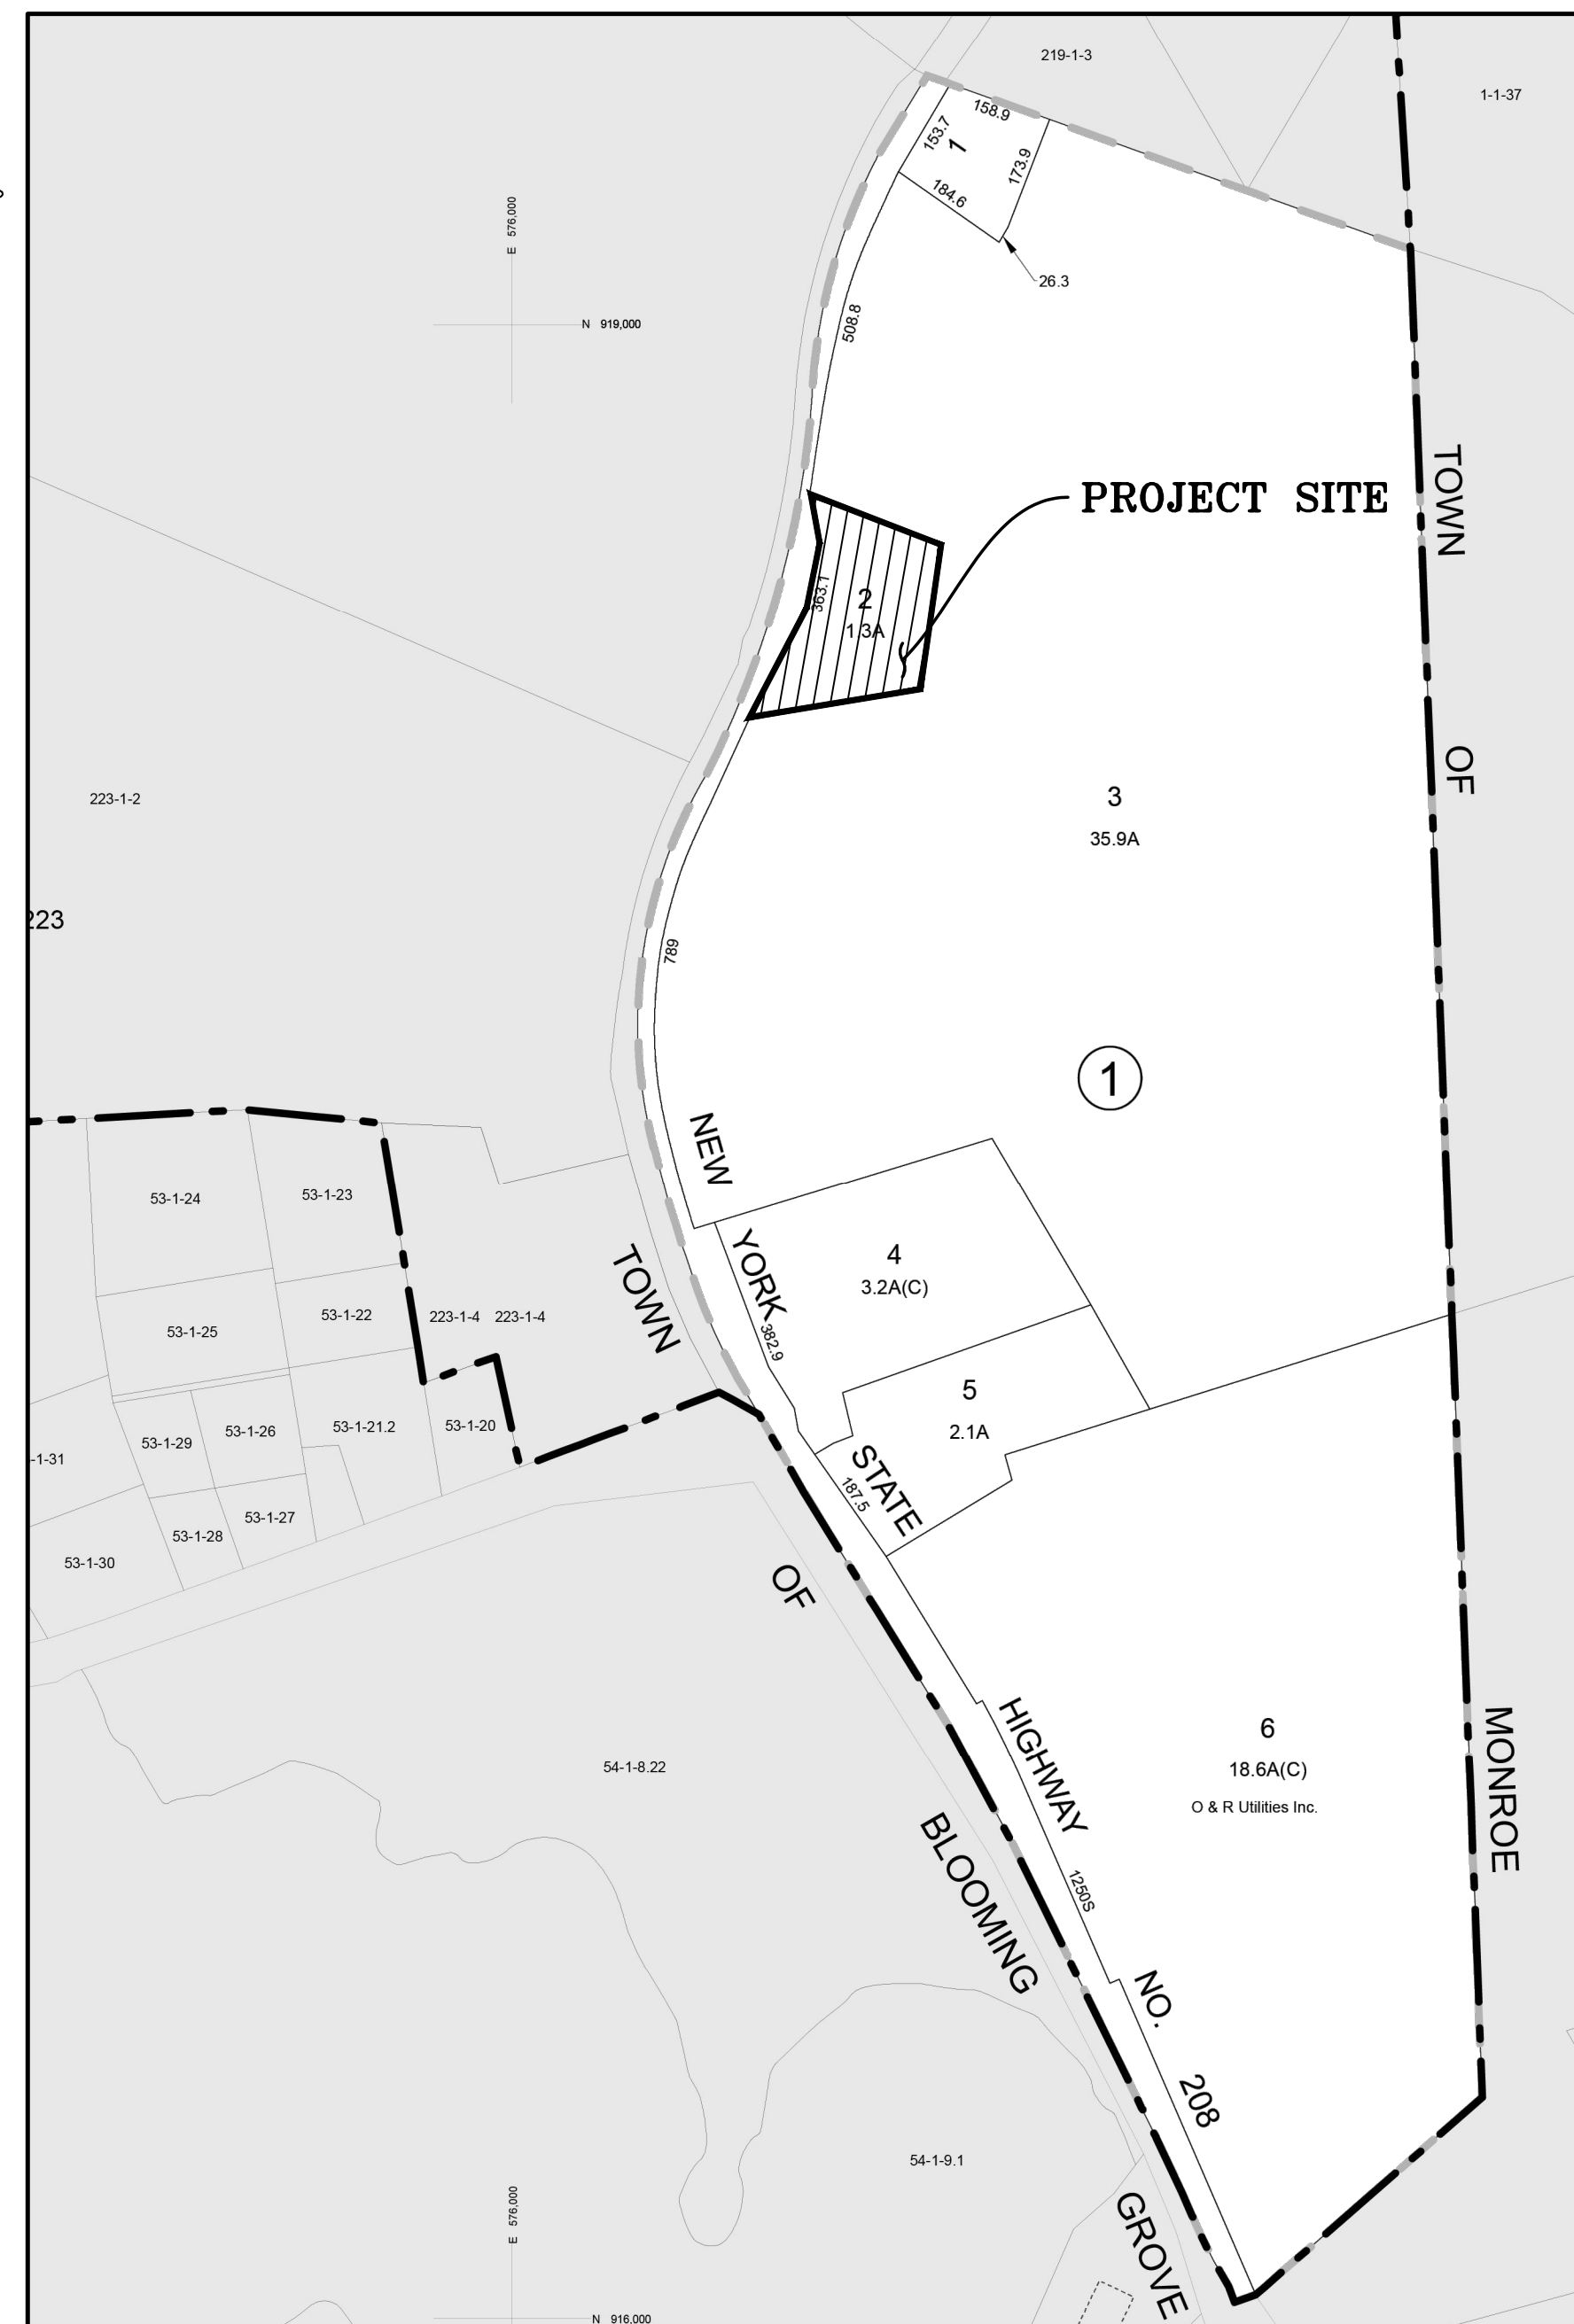 219-1-3
1-1-37
158.9
153.7
1
173.9
184.6
26.3
E 576,000
N 919,000
508.8
PROJECT SITE
TOWN
363.1
2
1.3A
OF
3
35.9A
223-1-2
223
789
1
NEW
53-1-24
53-1-23
YORK
TOWN
4
3.2A(C)
53-1-25
53-1-22
223-1-4
223-1-4
382.9
5
2.1A
53-1-29
53-1-26
53-1-21.2
53-1-20
-1-31
STATE
187.5
53-1-28
53-1-27
53-1-30
OF
HIGHWAY
6
18.6A(C)
O & R Utilities Inc.
MONROE
54-1-8.22
BLOOMING
1250S
NO.
208
54-1-9.1
GROVE
E 576,000
N 916,000